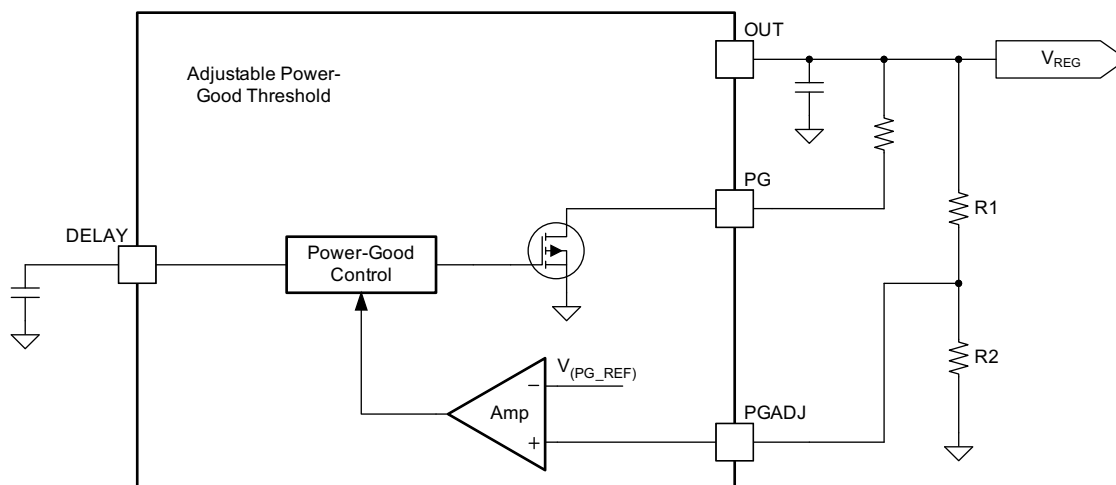 OUT
Adjustable Power-
Good Threshold
V_REG
PG
R1
DELAY
Power-Good
Control
R2
V_(PG_REF)
−
Amp
PGADJ
+